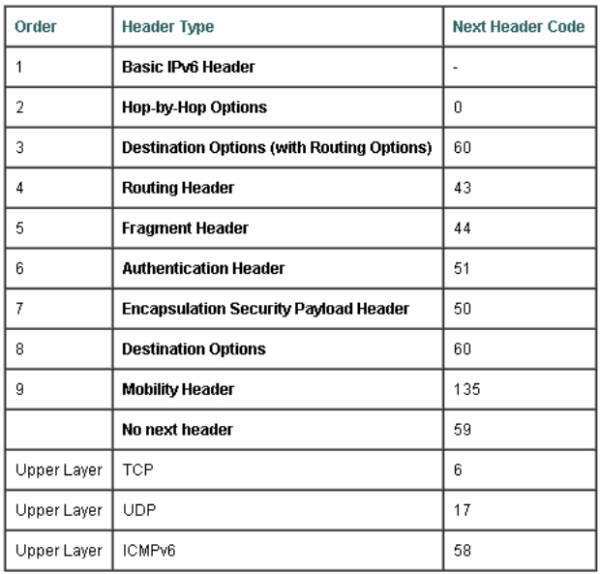 Order Header Type Next Header Code
1 Basic IPv6 Header -
2 Hop-by-Hop Options 0
3 Destination Options (with Routing Options) 60
4 Routing Header 43
5 Fragment Header 44
6 Authentication Header 51
7 Encapsulation Security Payload Header 50
8 Destination Options 60
9 Mobility Header 135
No next header 59
Upper Layer TCP 6
Upper Layer UDP 17
Upper Layer ICMPv6 58